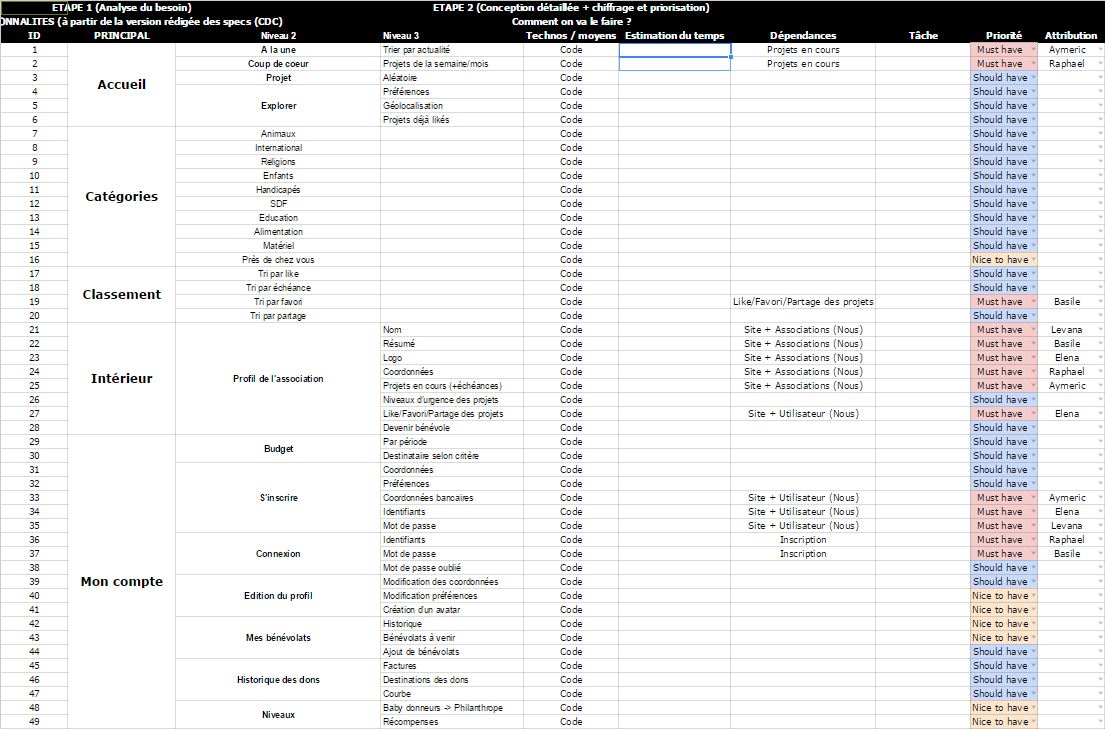 ETAPE 1 (Analyse du besoin) ETAPE 2 (Conception détaillée + chiffrage et priorisation)
ONNALITES (à partir de la version rédigée des specs (CDC) Comment on va le faire ?
ID PRINCIPAL Niveau 2 Niveau 3 Technos / moyens Estimation du temps Dépendances Tâche Priorité Attribution
1 A la une Trier par actualité Code Projets en cours Must have Aymeric
2 Coup de coeur Projets de la semaine/mois Code Projets en cours Must have Raphael
3 Accueil Projet Aléatoire Code Should have
4 Préférences Code Should have
5 Explorer Géolocalisation Code Should have
6 Projets déjà likés Code Should have
7 Animaux Code Should have
8 International Code Should have
9 Religions Code Should have
10 Enfants Code Should have
11 Catégories Handicapés Code Should have
12 SDF Code Should have
13 Education Code Should have
14 Alimentation Code Should have
15 Matériel Code Should have
16 Près de chez vous Code Nice to have
17 Tri par like Code Should have
18 Classement Tri par échéance Code Should have
19 Tri par favori Code Like/Favori/Partage des projets Must have Basile
20 Tri par partage Code Should have
21 Nom Code Site + Associations (Nous) Must have Levana
22 Résumé Code Site + Associations (Nous) Must have Basile
23 Logo Code Site + Associations (Nous) Must have Elena
24 Intérieur Profil de l'association Coordonnées Code Site + Associations (Nous) Must have Raphael
25 Projets en cours (+échéances) Code Site + Associations (Nous) Must have Aymeric
26 Niveaux d'urgence des projets Code Should have
27 Like/Favori/Partage des projets Code Site + Utilisateur (Nous) Must have Elena
28 Devenir bénévole Code Should have
29 Budget Par période Code Should have
30 Destinataire selon critère Code Should have
31 Coordonnées Code Should have
32 Préférences Code Should have
33 S'inscrire Coordonnées bancaires Code Site + Utilisateur (Nous) Must have Aymeric
34 Identifiants Code Site + Utilisateur (Nous) Must have Elena
35 Mot de passe Code Site + Utilisateur (Nous) Must have Levana
36 Identifiants Code Inscription Must have Raphael
37 Connexion Mot de passe Code Inscription Must have Basile
38 Mot de passe oublié Code Should have
39 Mon compte Modification des coordonnées Code Should have
40 Edition du profil Modification préférences Code Nice to have
41 Création d'un avatar Code Nice to have
42 Historique Code Nice to have
43 Mes bénévolats Bénévolats à venir Code Nice to have
44 Ajout de bénévolats Code Should have
45 Factures Code Should have
46 Historique des dons Destinations des dons Code Should have
47 Courbe Code Should have
48 Niveaux Baby donneurs -> Philanthrope Code Nice to have
49 Récompenses Code Nice to have